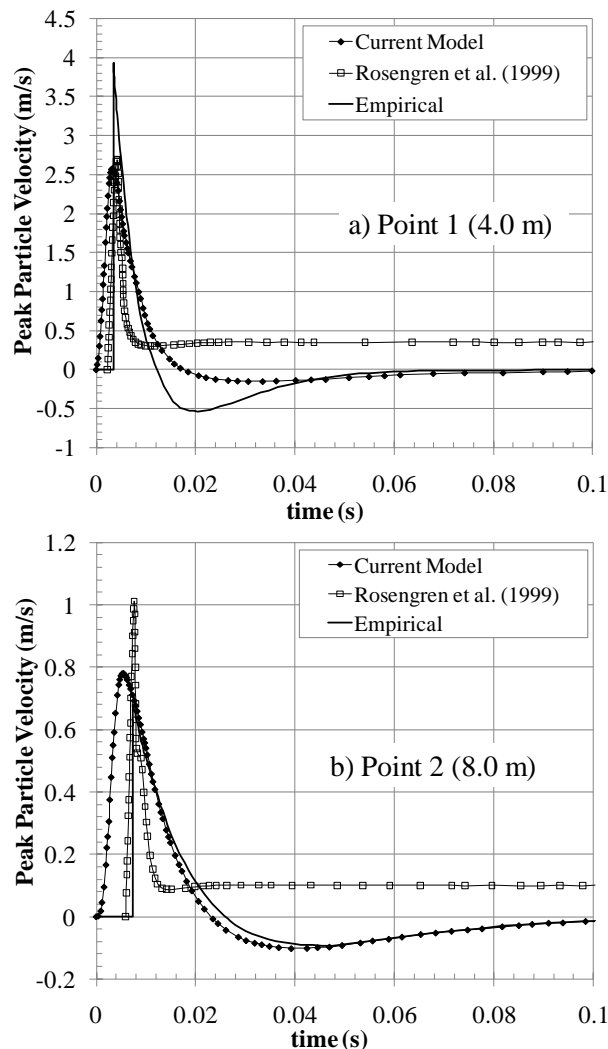 4.5
4
3.5
3
2.5
2
1.5
1
0.5
0
-0.5
-1
Peak Particle Velocity (m/s)
Current Model
Rosengren et al. (1999)
Empirical
a) Point 1 (4.0 m)
0 0.02 0.04 0.06 0.08 0.1
time (s)
1.2
1
0.8
0.6
0.4
0.2
0
-0.2
Peak Particle Velocity (m/s)
Current Model
Rosengren et al. (1999)
Empirical
b) Point 2 (8.0 m)
0 0.02 0.04 0.06 0.08 0.1
time (s)